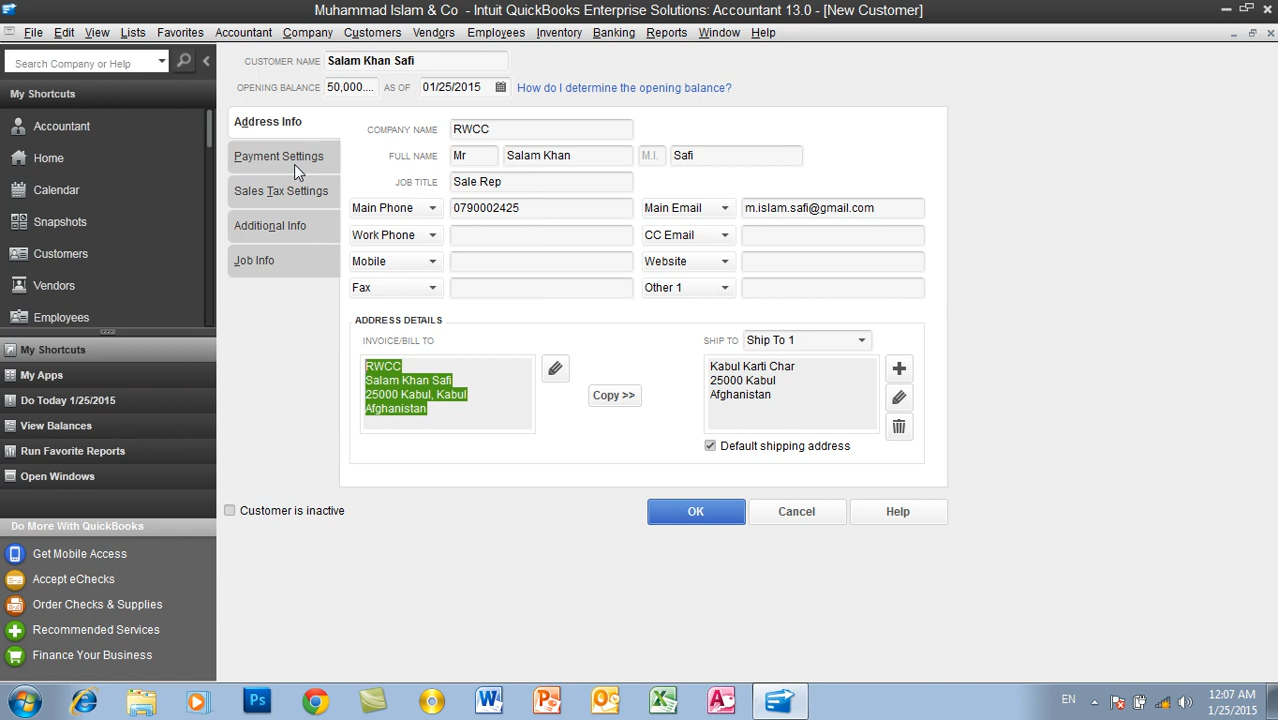 Muhammad Islam & Co - Intuit QuickBooks Enterprise Solutions: Accountant 13.0 - [New Customer]
File Edit View Lists Favorites Accountant Company Customers Vendors Employees Inventory Banking Reports Window Help
Search Company or Help
My Shortcuts
Accountant
Home
Calendar
Snapshots
Customers
Vendors
Employees
My Shortcuts
My Apps
Do Today 1/25/2015
View Balances
Run Favorite Reports
Open Windows
Do More With QuickBooks
Get Mobile Access
Accept eChecks
Order Checks & Supplies
Recommended Services
Finance Your Business
CUSTOMER NAME Salam Khan Safi
OPENING BALANCE 50,000.... AS OF 01/25/2015 How do I determine the opening balance?
Address Info
Payment Settings
Sales Tax Settings
Additional Info
Job Info
COMPANY NAME RWCC
FULL NAME Mr Salam Khan M.I. Safi
JOB TITLE Sale Rep
Main Phone 0790002425 Main Email m.islam.safi@gmail.com
Work Phone CC Email
Mobile Website
Fax Other 1
ADDRESS DETAILS
INVOICE/BILL TO
RWCC
Salam Khan Safi
25000 Kabul, Kabul
Afghanistan
Copy >>
SHIP TO Ship To 1
Kabul Karti Char
25000 Kabul
Afghanistan
Default shipping address
Customer is inactive
OK Cancel Help
Ps
EN
12:07 AM
1/25/2015